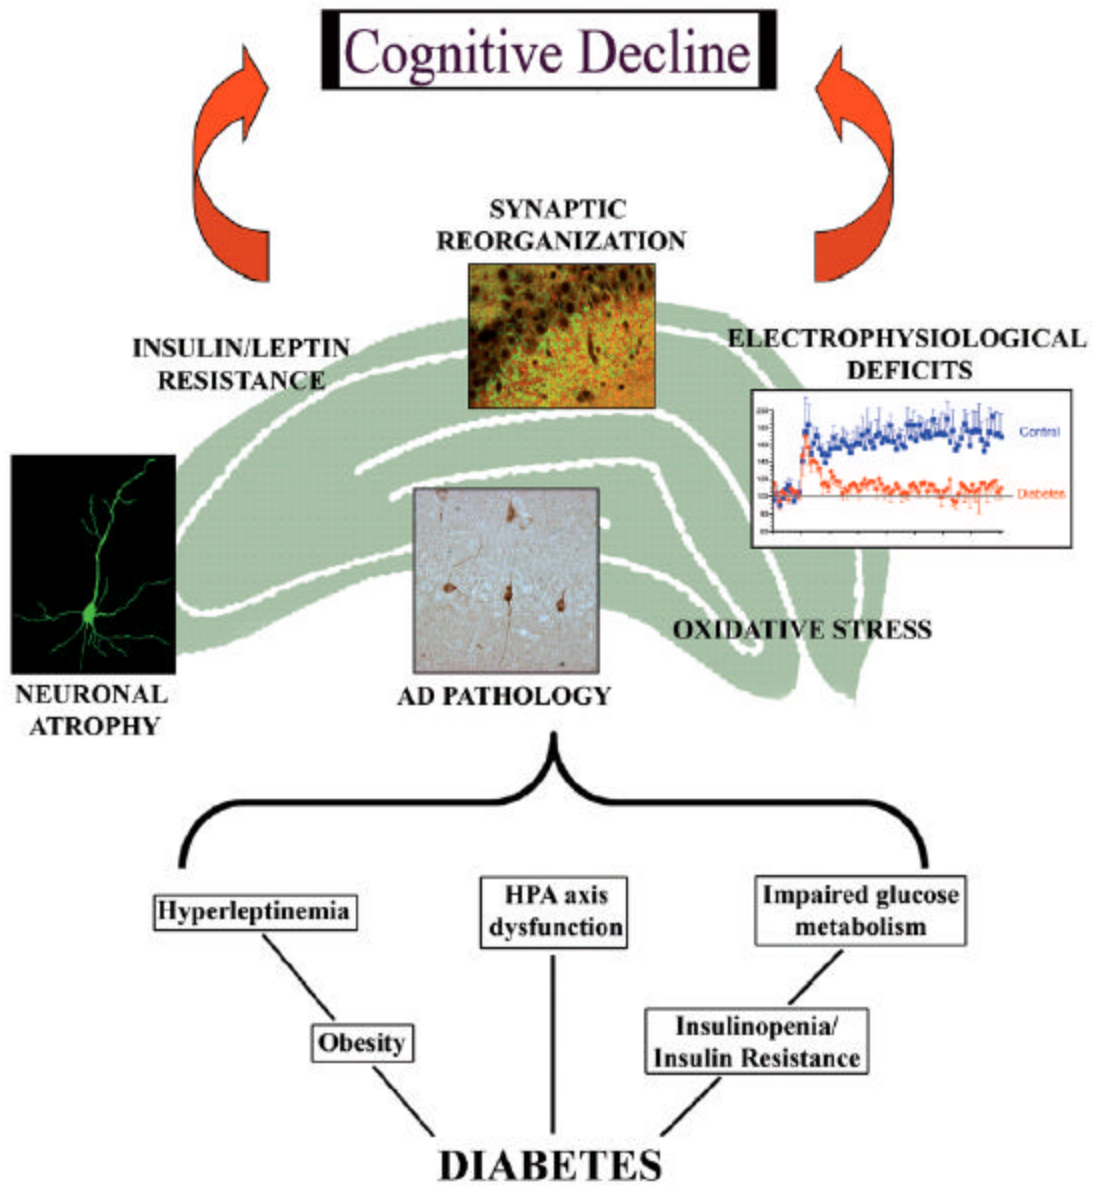 Cognitive Decline
SYNAPTIC
REORGANIZATION
INSULIN/LEPTIN
RESISTANCE
ELECTROPHYSIOLOGICAL
DEFICITS
Control
Diabetes
OXIDATIVE STRESS
NEURONAL
ATROPHY
AD PATHOLOGY
Hyperleptinemia
HPA axis
dysfunction
Impaired glucose
metabolism
Obesity
Insulinopenia/
Insulin Resistance
DIABETES